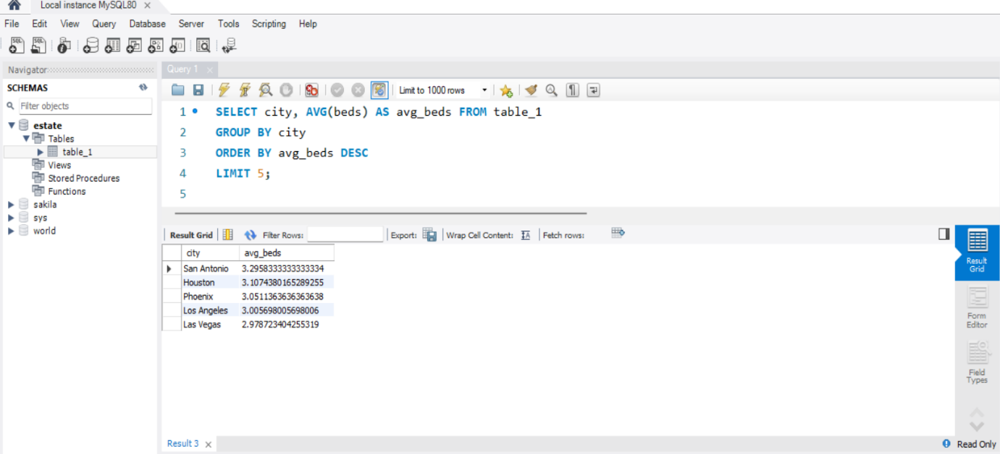 Local instance MySQL80 ×
File Edit View Query Database Server Tools Scripting Help
Navigator
SCHEMAS
Filter objects
estate
Tables
table_1
Views
Stored Procedures
Functions
sakila
sys
world
Query 1 ×
Limit to 1000 rows
1 SELECT city, AVG(beds) AS avg_beds FROM table_1
2 GROUP BY city
3 ORDER BY avg_beds DESC
4 LIMIT 5;
5
Result Grid Filter Rows: Export: Wrap Cell Content: IA Fetch rows:
city avg_beds
San Antonio 3.2958333333333334
Houston 3.1074380165289255
Phoenix 3.0511363636363638
Los Angeles 3.005698005698006
Las Vegas 2.978723404255319
Result
Grid
Form
Editor
Field
Types
Result 3 ×
Read Only